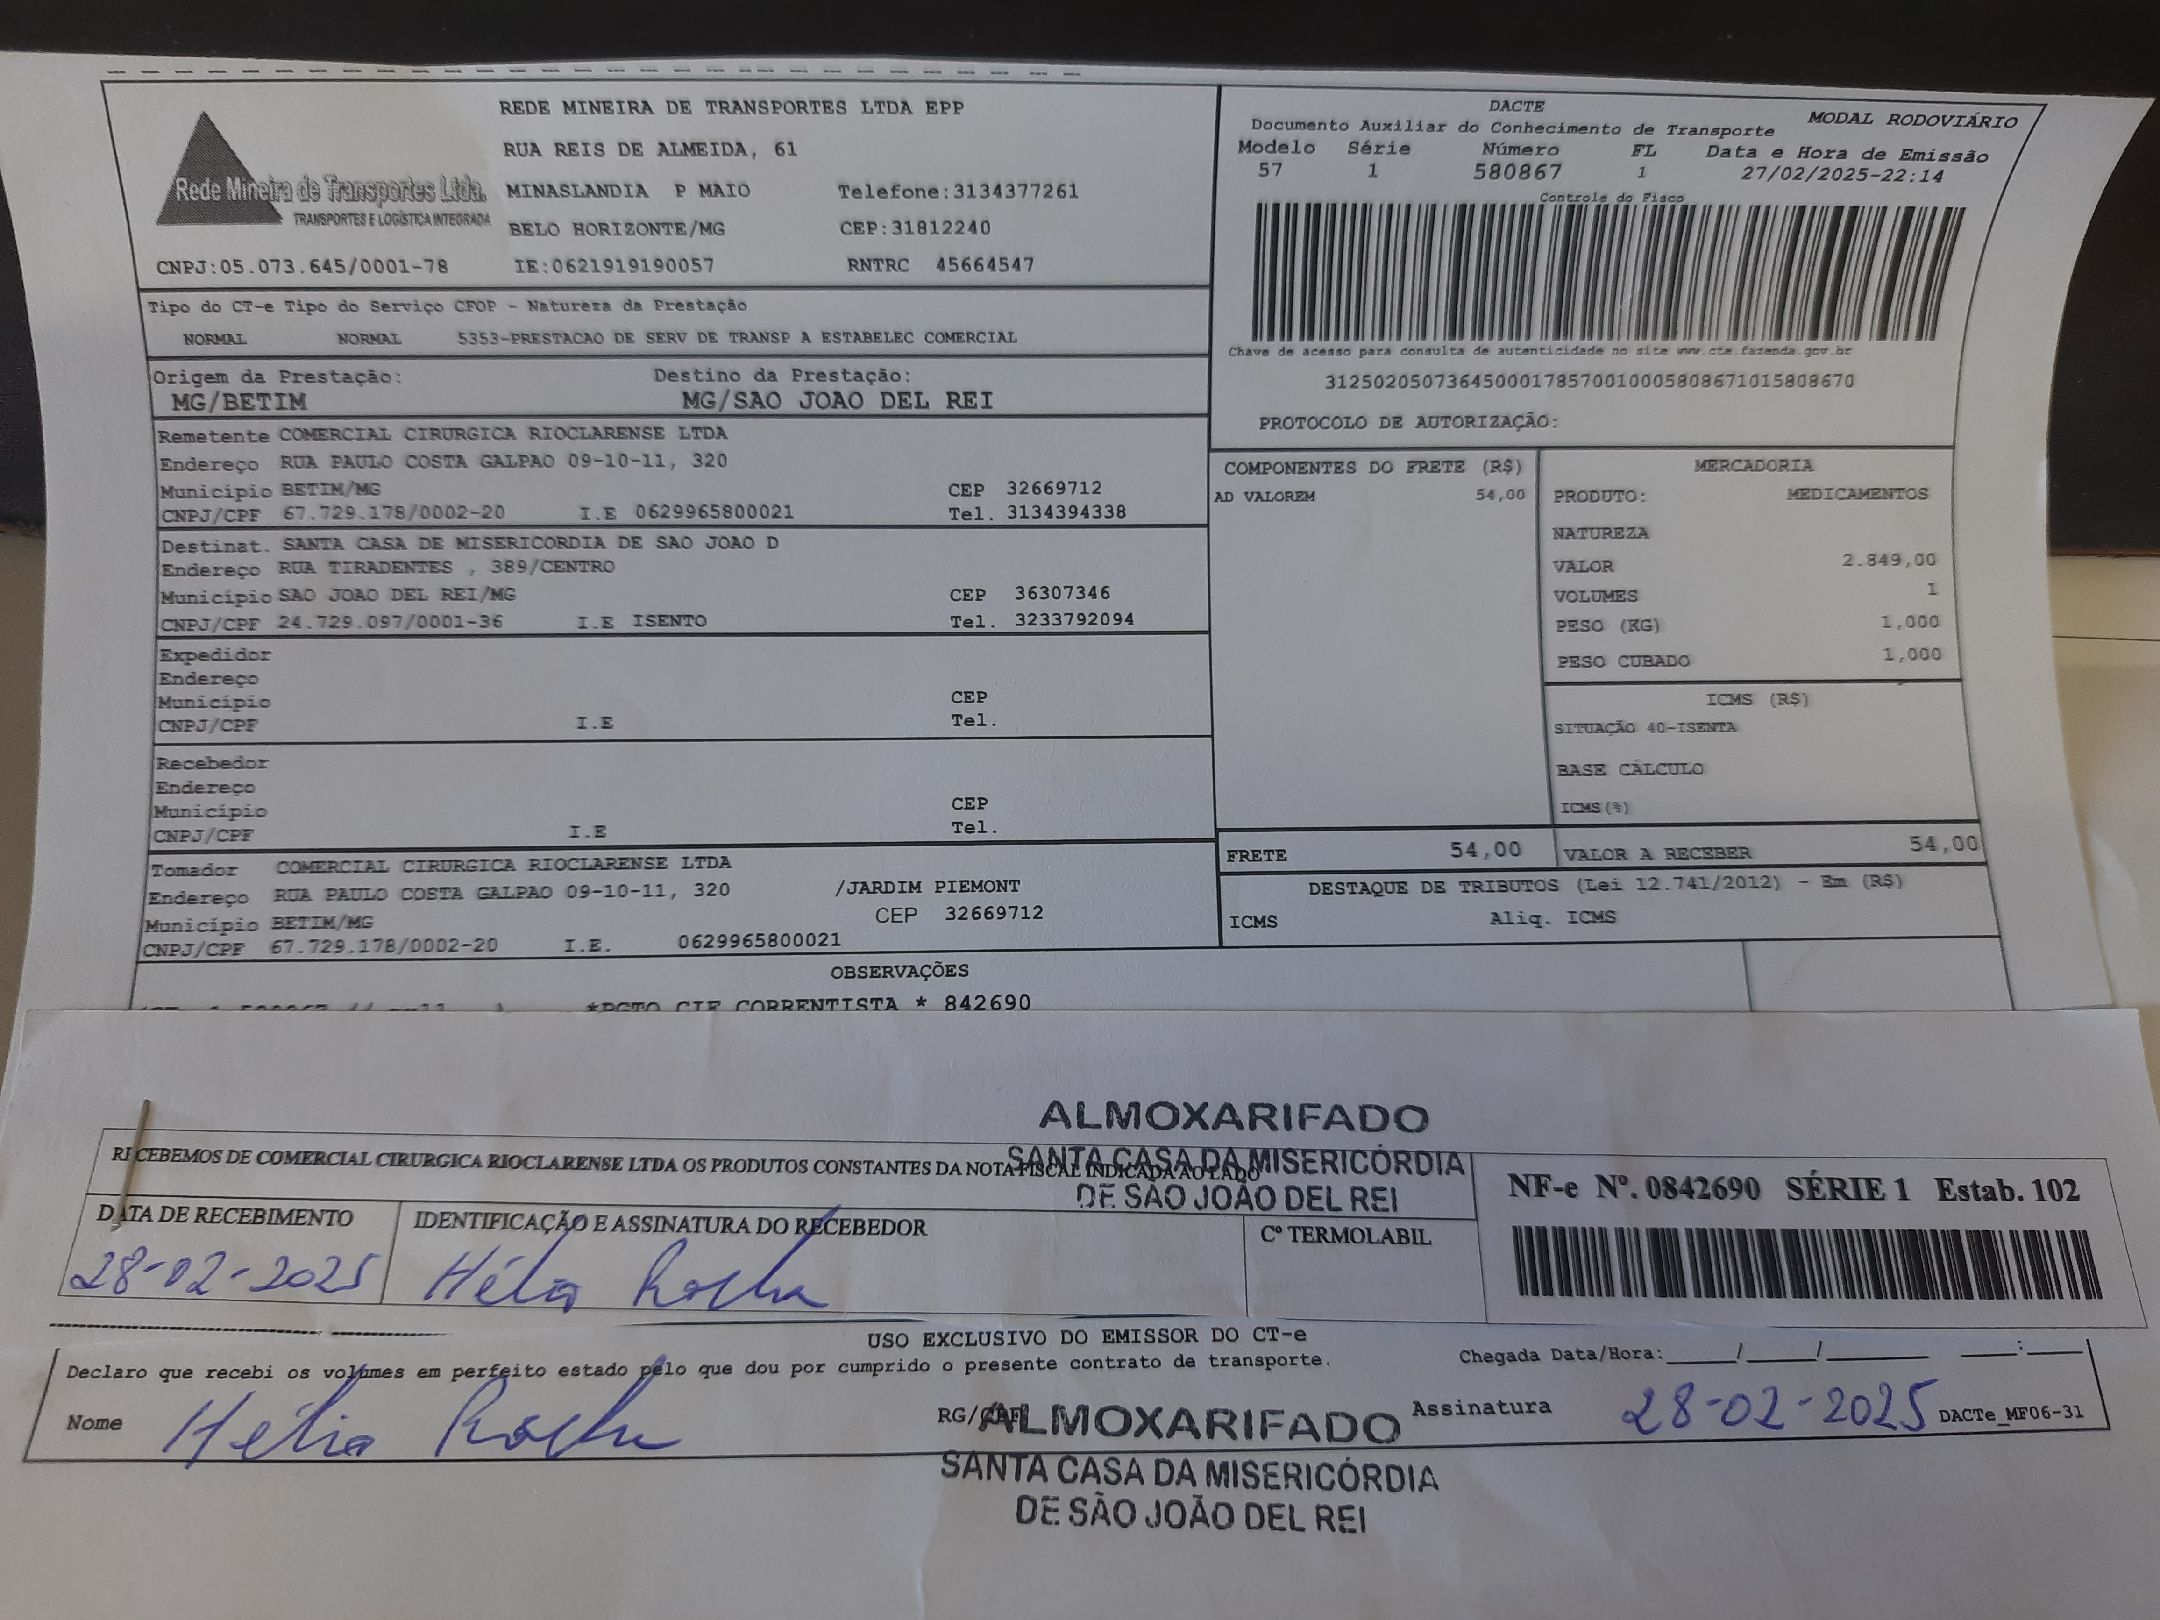 REDE MINEIRA DE TRANSPORTES LTDA EPP
RUA REIS DE ALMEIDA, 61
Rede Mineira de Transportes Ltda.
TRANSPORTES E LOGÍSTICA INTEGRADA
MINASLANDIA P MAIO Telefone:3134377261
BELO HORIZONTE/MG CEP:31812240
CNPJ:05.073.645/0001-78 IE:0621919190057 RNTRC 45664547
DACTE
Documento Auxiliar do Conhecimento de Transporte MODAL RODOVIÁRIO
Modelo Série Número FL Data e Hora de Emissão
57 1 580867 1 27/02/2025-22:14
Controle do Fisco
Chave de acesso para consulta de autenticidade no site www.cte.fazenda.gov.br
31250205073645000178570010005808671015808670
PROTOCOLO DE AUTORIZAÇÃO:
Tipo do CT-e Tipo do Serviço CFOP - Natureza da Prestação
NORMAL NORMAL 5353-PRESTACAO DE SERV DE TRANSP A ESTABELEC COMERCIAL
Origem da Prestação: Destino da Prestação:
MG/BETIM MG/SAO JOAO DEL REI
Remetente COMERCIAL CIRURGICA RIOCLARENSE LTDA
Endereço RUA PAULO COSTA GALPAO 09-10-11, 320
Município BETIM/MG CEP 32669712
CNPJ/CPF 67.729.178/0002-20 I.E 0629965800021 Tel. 3134394338
Destinat. SANTA CASA DE MISERICORDIA DE SAO JOAO D
Endereço RUA TIRADENTES , 389/CENTRO
Município SAO JOAO DEL REI/MG CEP 36307346
CNPJ/CPF 24.729.097/0001-36 I.E ISENTO Tel. 3233792094
Expedidor
Endereço
Município CEP
CNPJ/CPF I.E Tel.
Recebedor
Endereço
Município CEP
CNPJ/CPF I.E Tel.
Tomador COMERCIAL CIRURGICA RIOCLARENSE LTDA
Endereço RUA PAULO COSTA GALPAO 09-10-11, 320 /JARDIM PIEMONT
Município BETIM/MG CEP 32669712
CNPJ/CPF 67.729.178/0002-20 I.E. 0629965800021
COMPONENTES DO FRETE (R$)
AD VALOREM 54,00
MERCADORIA
PRODUTO: MEDICAMENTOS
NATUREZA
VALOR 2.849,00
VOLUMES 1
PESO (KG) 1,000
PESO CUBADO 1,000
ICMS (R$)
SITUAÇÃO 40-ISENTA
BASE CÁLCULO
ICMS(%)
FRETE 54,00 VALOR A RECEBER 54,00
DESTAQUE DE TRIBUTOS (Lei 12.741/2012) - Em (R$)
ICMS Aliq. ICMS
OBSERVAÇÕES
*PGTO CIF CORRENTISTA * 842690
ALMOXARIFADO
SANTA CASA DA MISERICÓRDIA
DE SÃO JOÃO DEL REI
RECEBEMOS DE COMERCIAL CIRURGICA RIOCLARENSE LTDA OS PRODUTOS CONSTANTES DA NOTA FISCAL INDICADA AO LADO
NF-e Nº. 0842690 SÉRIE 1 Estab. 102
DATA DE RECEBIMENTO IDENTIFICAÇÃO E ASSINATURA DO RECEBEDOR Cº TERMOLABIL
28-02-2025 Hélio Rocha
USO EXCLUSIVO DO EMISSOR DO CT-e
Declaro que recebi os volumes em perfeito estado pelo que dou por cumprido o presente contrato de transporte. Chegada Data/Hora:____/____/______ ___:___
Nome Hélio Rocha RG/CPF Assinatura 28-02-2025 DACTe_MF06-31
ALMOXARIFADO
SANTA CASA DA MISERICÓRDIA
DE SÃO JOÃO DEL REI